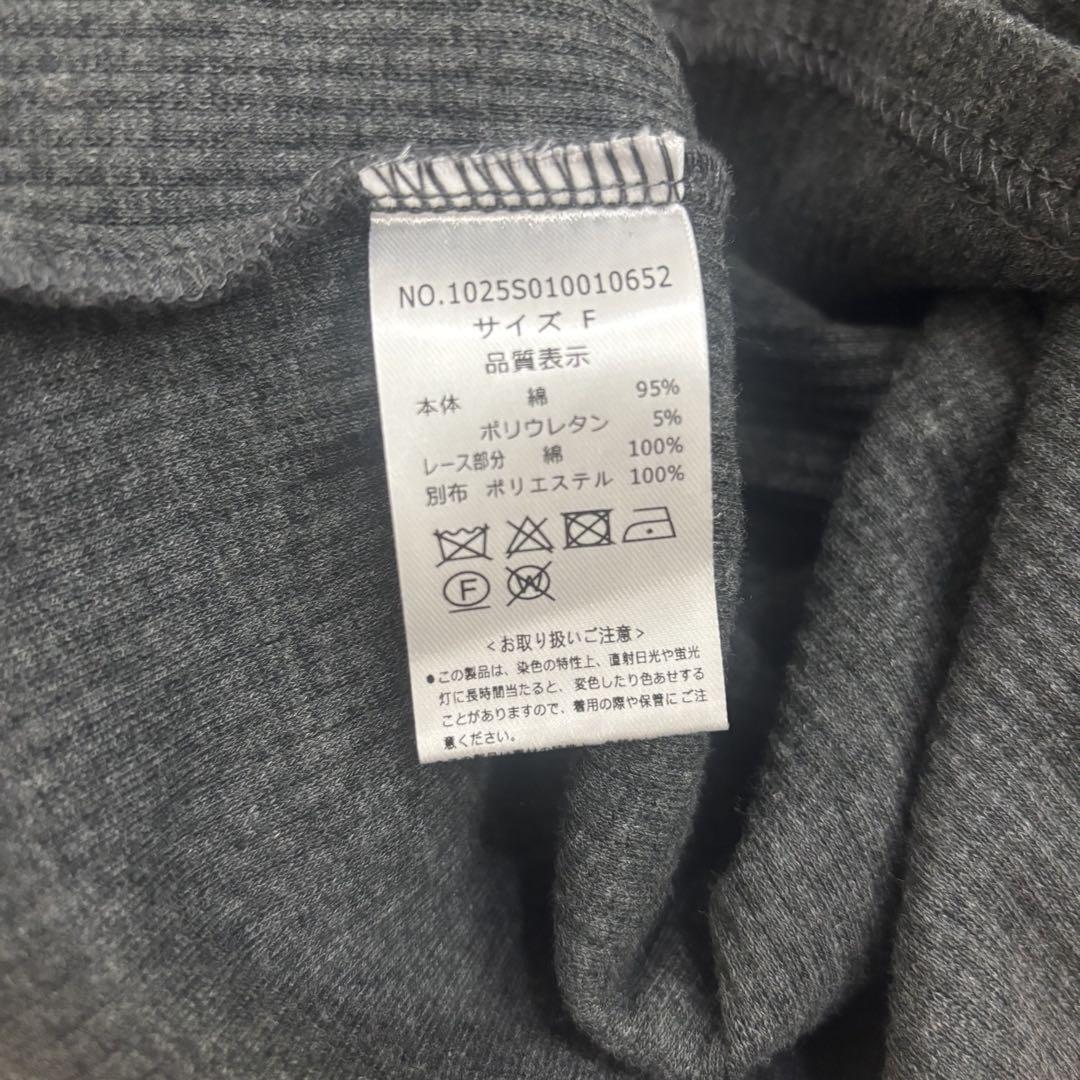 NO.1025S010010652
サイズ F
品質表示
本体 綿 95%
ポリウレタン 5%
レース部分 綿 100%
別布 ポリエステル 100%
F W
<お取り扱いご注意>
●この製品は、染色の特性上、直射日光や蛍光
灯に長時間当たると、変色したり色あせする
ことがありますので、着用の際や保管にご注
意ください。